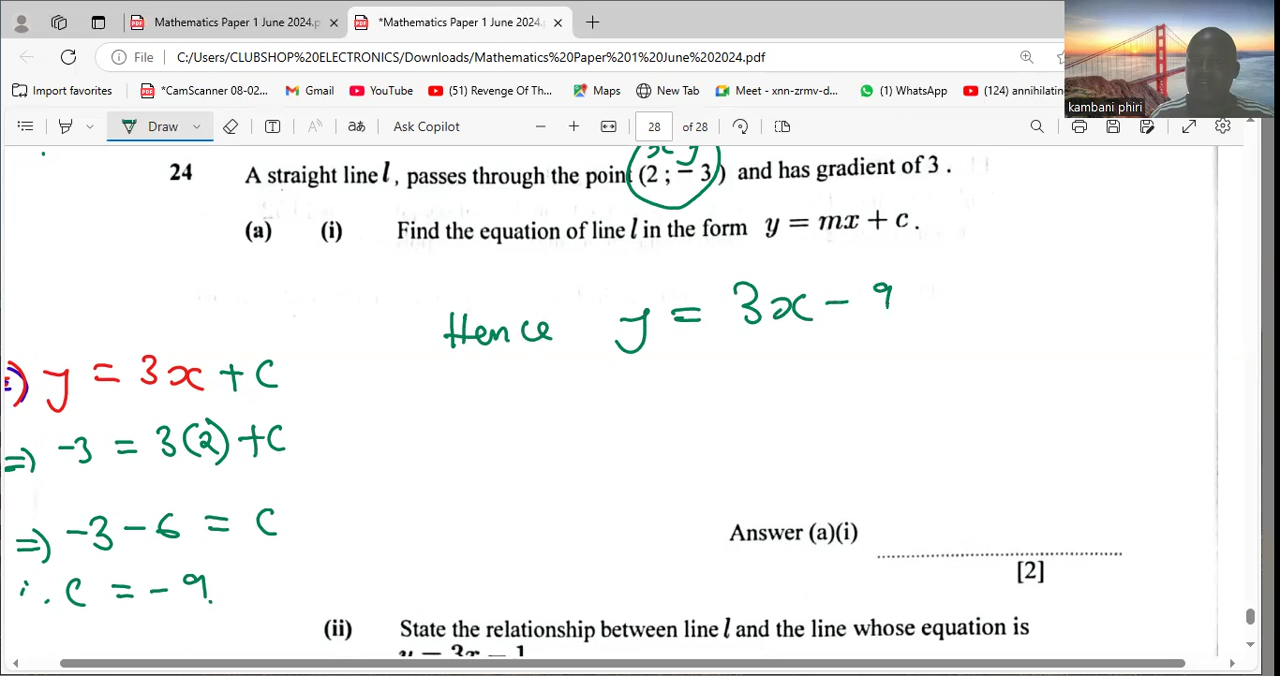 Mathematics Paper 1 June 2024.p
*Mathematics Paper 1 June 2024.
File
C:/Users/CLUBSHOP%20ELECTRONICS/Downloads/Mathematics%20Paper%201%20June%202024.pdf
Import favorites
*CamScanner 08-02...
Gmail
YouTube
(51) Revenge Of Th...
Maps
New Tab
Meet - xnn-zrmv-d...
(1) WhatsApp
(124) annihilatin
kambani phiri
Draw
Ask Copilot
28 of 28
x y
24 A straight line l, passes through the poin (2 ; − 3) and has gradient of 3 .
(a) (i) Find the equation of line l in the form y = mx + c .
Hence y = 3x − 9
=) y = 3x + C
=) -3 = 3(2) + C
=) -3 - 6 = C
∴ C = - 9.
Answer (a)(i)
[2]
(ii) State the relationship between line l and the line whose equation is
y = 3x − 1